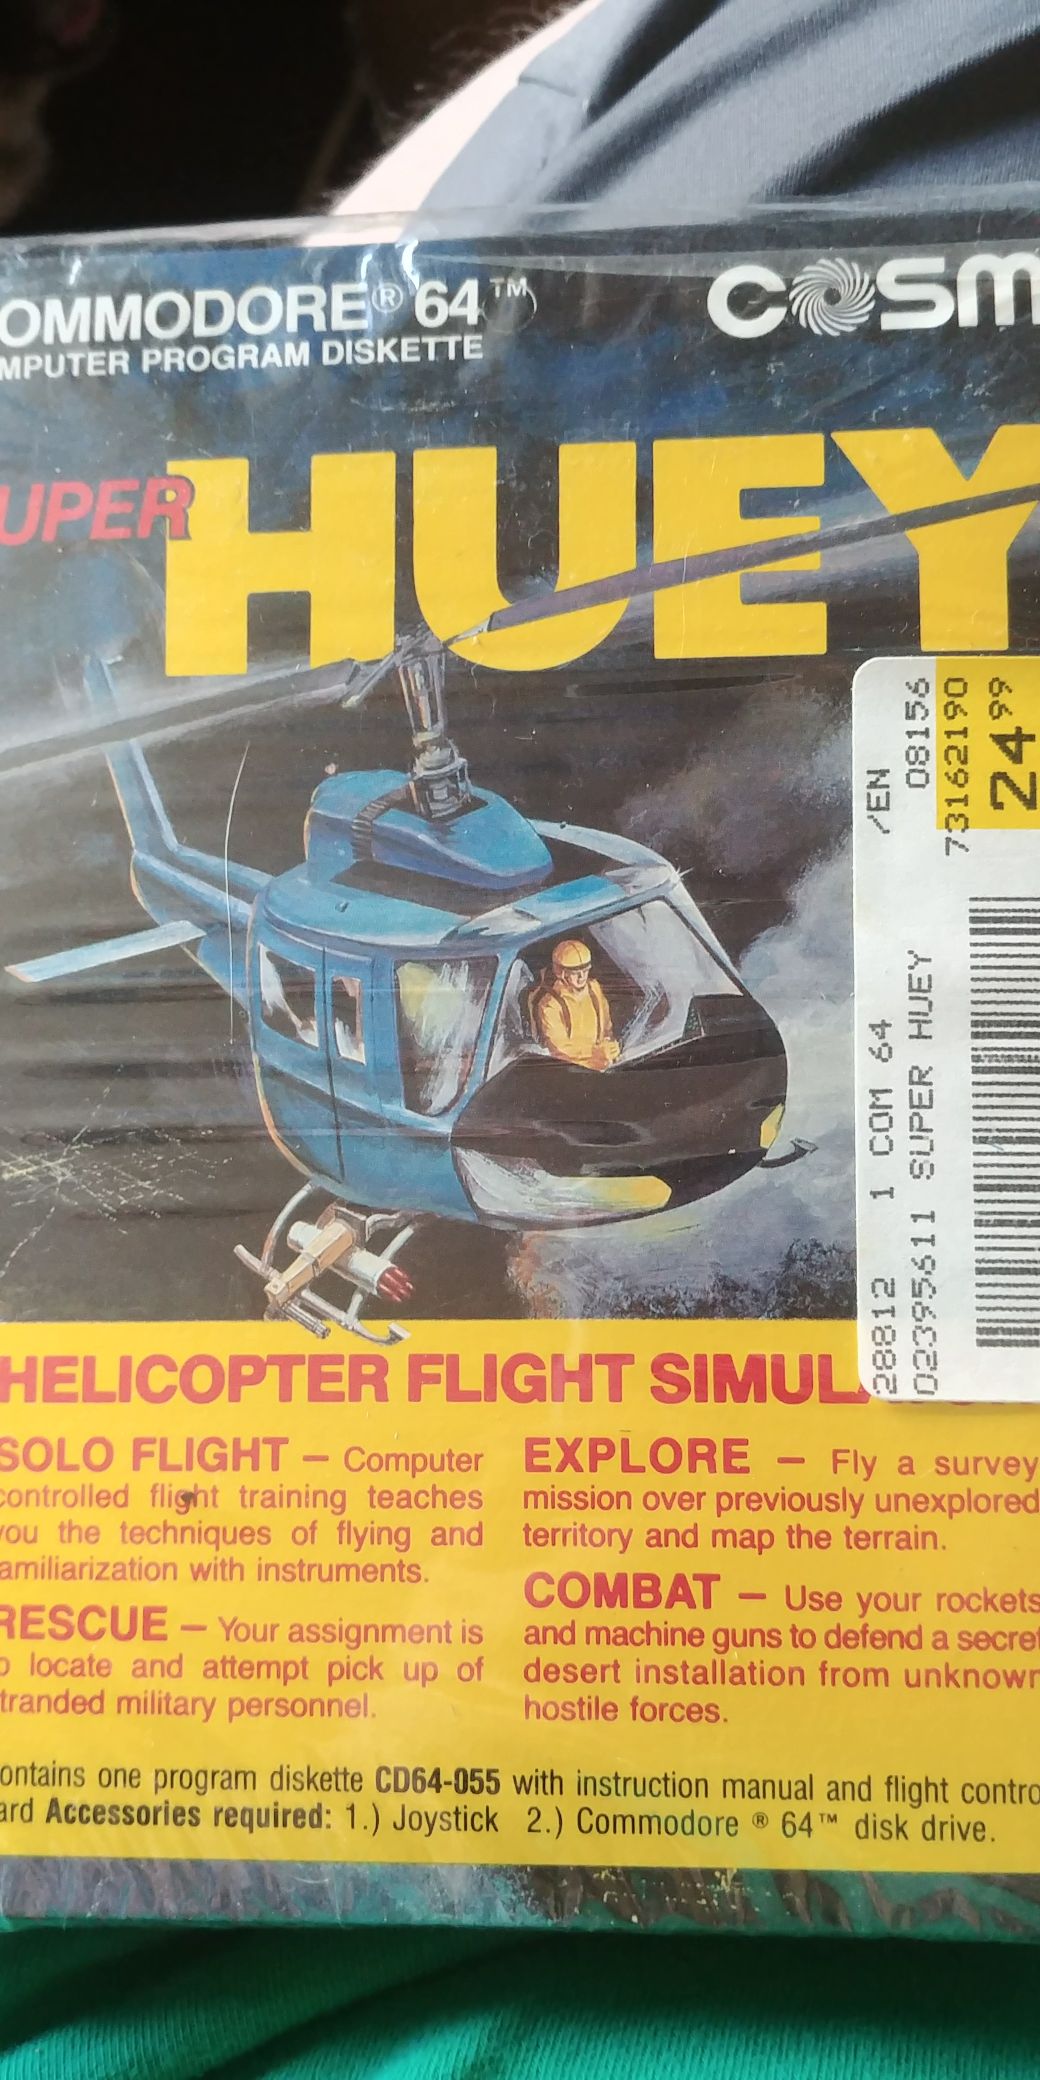 OMMODORE® 64™
MPUTER PROGRAM DISKETTE
COSM
UPER
HUEY
/EN 08156
73162190
24 99
28812 1 COM 64
02395611 SUPER HUEY
HELICOPTER FLIGHT SIMUL
SOLO FLIGHT – Computer
controlled flight training teaches
you the techniques of flying and
amiliarization with instruments.
RESCUE – Your assignment is
o locate and attempt pick up of
tranded military personnel.
EXPLORE – Fly a survey
mission over previously unexplored
territory and map the terrain.
COMBAT – Use your rockets
and machine guns to defend a secret
desert installation from unknown
hostile forces.
ontains one program diskette CD64-055 with instruction manual and flight contro
ard Accessories required: 1.) Joystick 2.) Commodore ® 64™ disk drive.